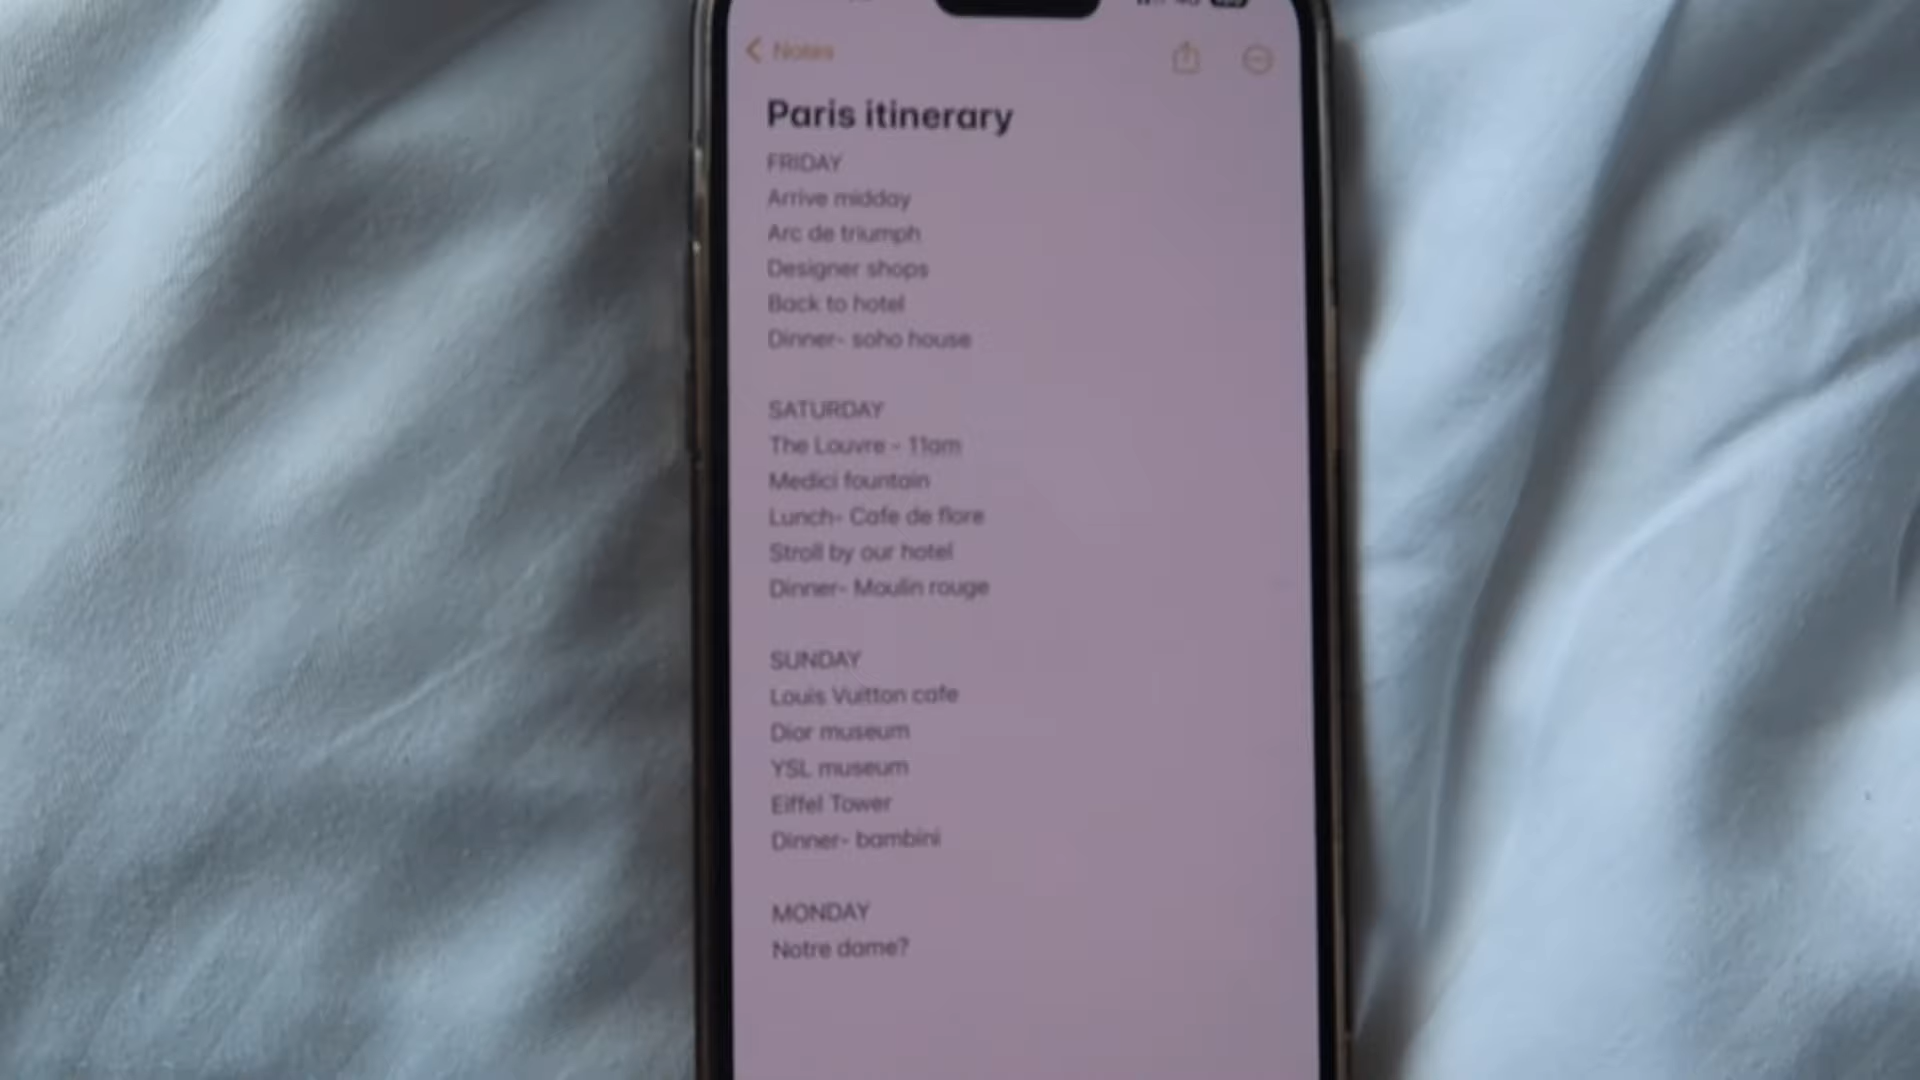 Notes
Paris itinerary
FRIDAY
Arrive midday
Arc de triumph
Designer shops
Back to hotel
Dinner- soho house
SATURDAY
The Louvre - 11am
Medici fountain
Lunch- Cafe de flore
Stroll by our hotel
Dinner- Moulin rouge
SUNDAY
Louis Vuitton cafe
Dior museum
YSL museum
Eiffel Tower
Dinner- bambini
MONDAY
Notre dame?